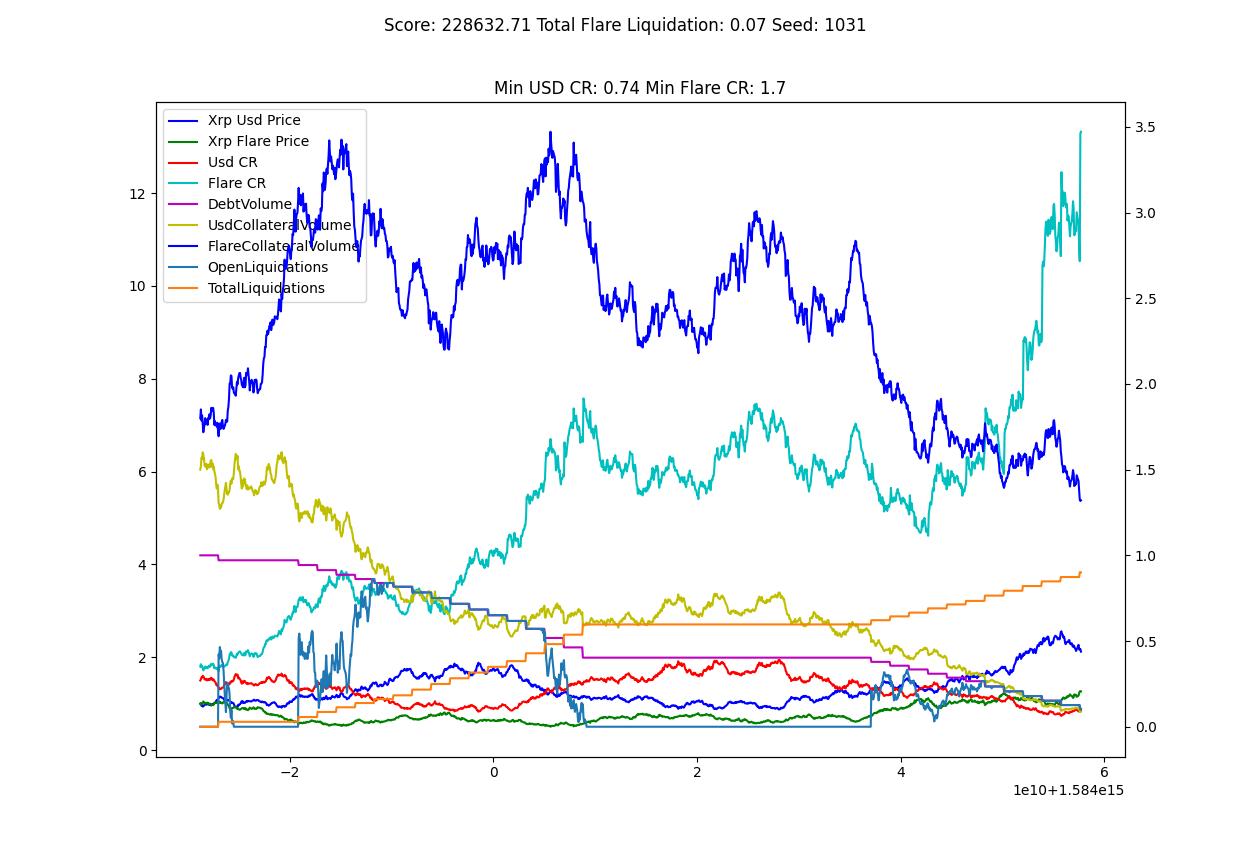 Score: 228632.71 Total Flare Liquidation: 0.07 Seed: 1031
Min USD CR: 0.74 Min Flare CR: 1.7
Xrp Usd Price
Xrp Flare Price
Usd CR
Flare CR
DebtVolume
UsdCollateralVolume
FlareCollateralVolume
OpenLiquidations
TotalLiquidations
12
10
8
6
4
2
0
3.5
3.0
2.5
2.0
1.5
1.0
0.5
0.0
−2 0 2 4 6
1e10+1.584e15